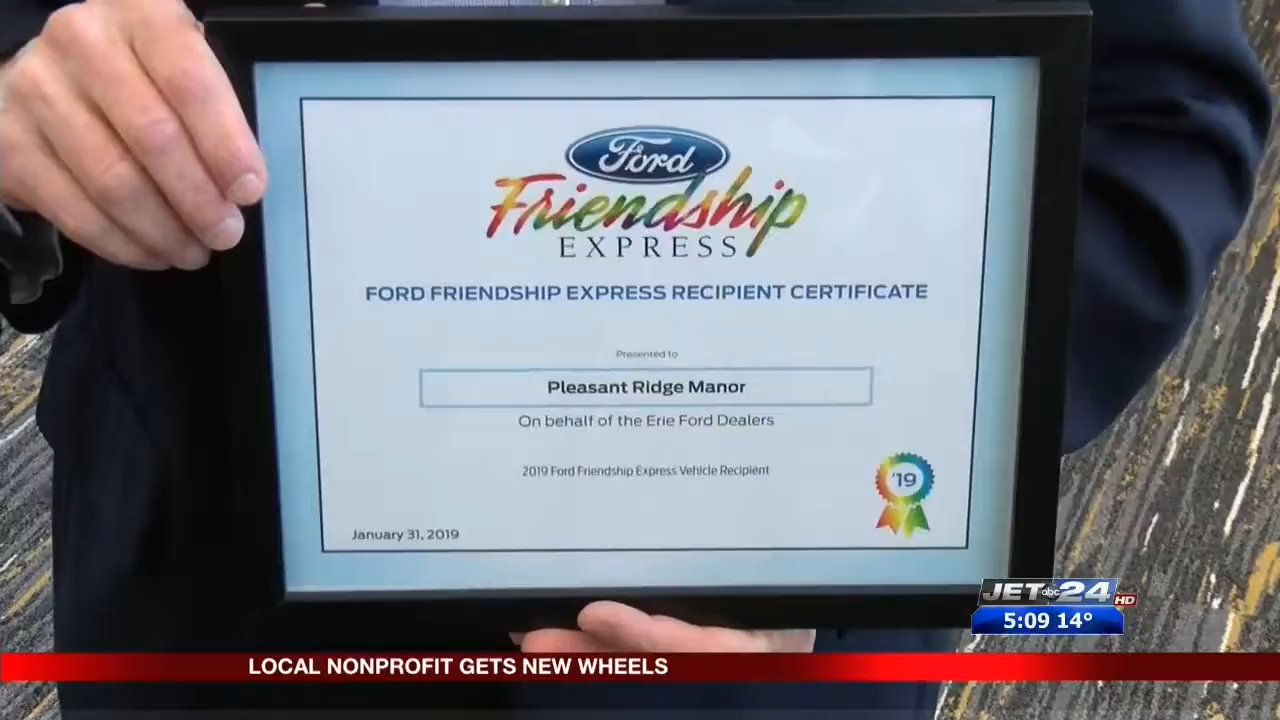 Ford
Friendship
EXPRESS
FORD FRIENDSHIP EXPRESS RECIPIENT CERTIFICATE
Presented to
Pleasant Ridge Manor
On behalf of the Erie Ford Dealers
2019 Ford Friendship Express Vehicle Recipient
'19
January 31, 2019
JET abc 24 HD
5:09 14°
LOCAL NONPROFIT GETS NEW WHEELS